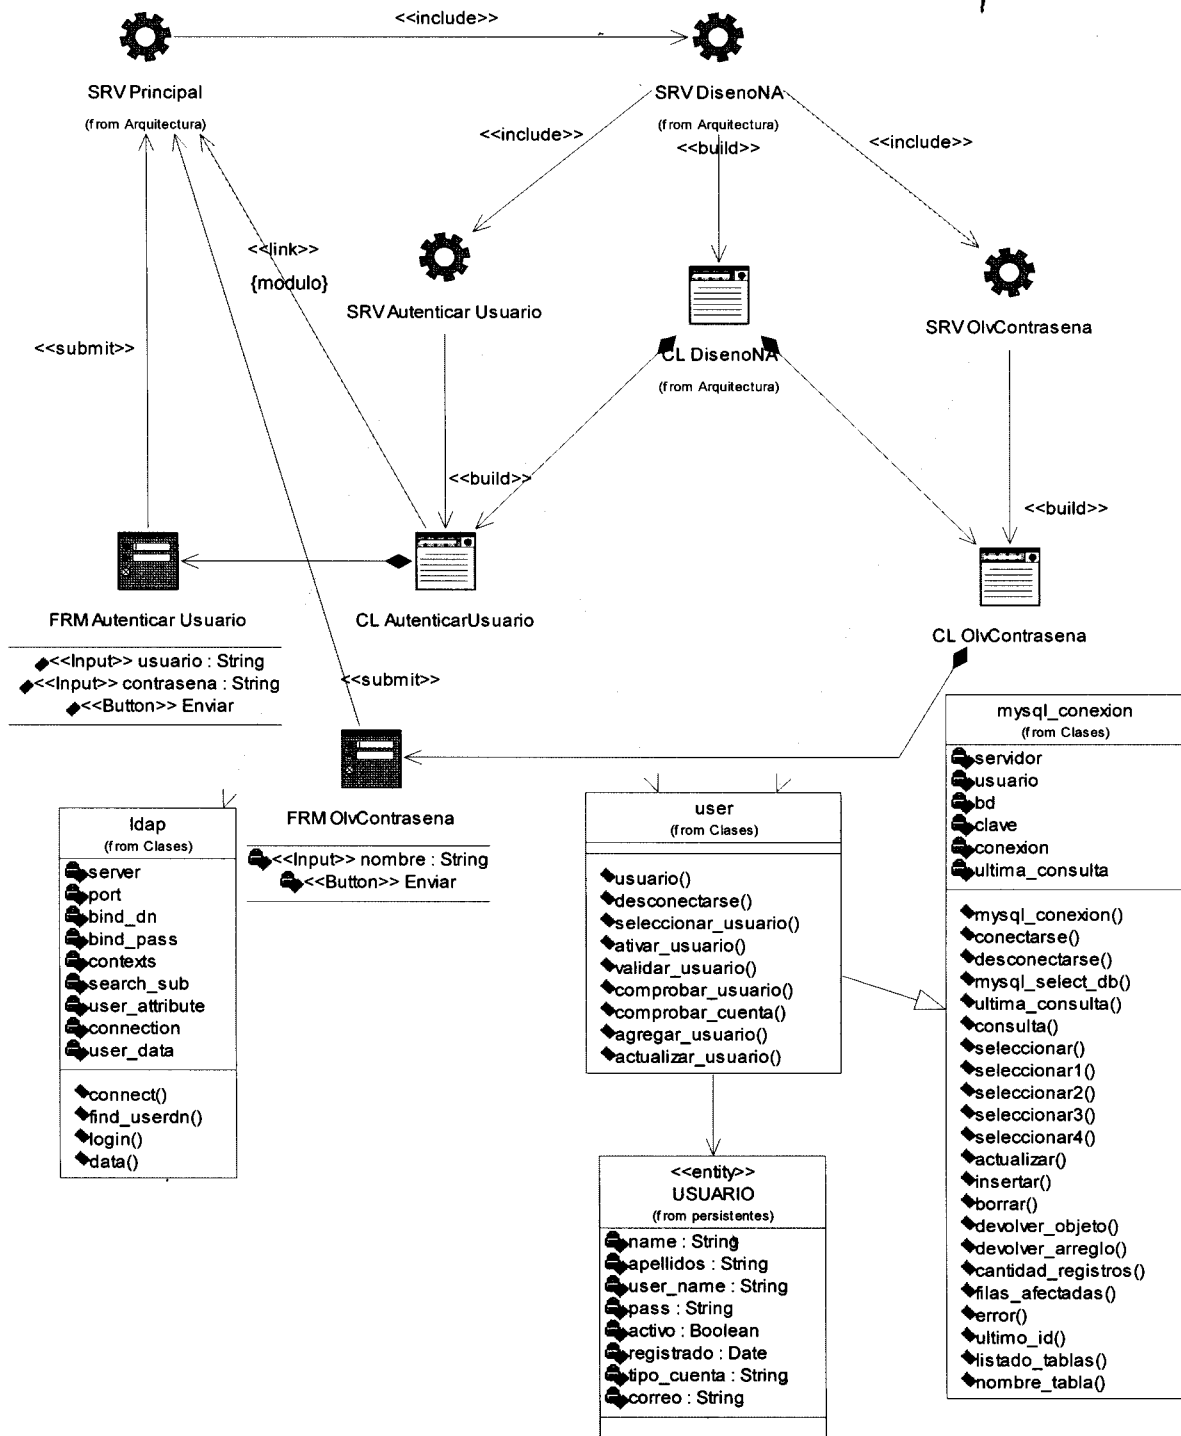 <<include>>
SRV Principal
(from Arquitectura)
SRV DisenoNA
(from Arquitectura)
<<include>>
<<build>>
<<include>>
<<link>>
{modulo}
SRV Autenticar Usuario
SRV OlvContrasena
<<submit>>
CL DisenoNA
(from Arquitectura)
<<build>>
<<build>>
FRM Autenticar Usuario
<<Input>> usuario : String
<<Input>> contrasena : String
<<Button>> Enviar
CL AutenticarUsuario
CL OlvContrasena
<<submit>>
FRM OlvContrasena
<<Input>> nombre : String
<<Button>> Enviar
ldap
(from Clases)
server
port
bind_dn
bind_pass
contexts
search_sub
user_attribute
connection
user_data
connect()
find_userdn()
login()
data()
user
(from Clases)
usuario()
desconectarse()
seleccionar_usuario()
ativar_usuario()
validar_usuario()
comprobar_usuario()
comprobar_cuenta()
agregar_usuario()
actualizar_usuario()
<<entity>>
USUARIO
(from persistentes)
name : String
apellidos : String
user_name : String
pass : String
activo : Boolean
registrado : Date
tipo_cuenta : String
correo : String
mysql_conexion
(from Clases)
servidor
usuario
bd
clave
conexion
ultima_consulta
mysql_conexion()
conectarse()
desconectarse()
mysql_select_db()
ultima_consulta()
consulta()
seleccionar()
seleccionar1()
seleccionar2()
seleccionar3()
seleccionar4()
actualizar()
insertar()
borrar()
devolver_objeto()
devolver_arreglo()
cantidad_registros()
filas_afectadas()
error()
ultimo_id()
listado_tablas()
nombre_tabla()